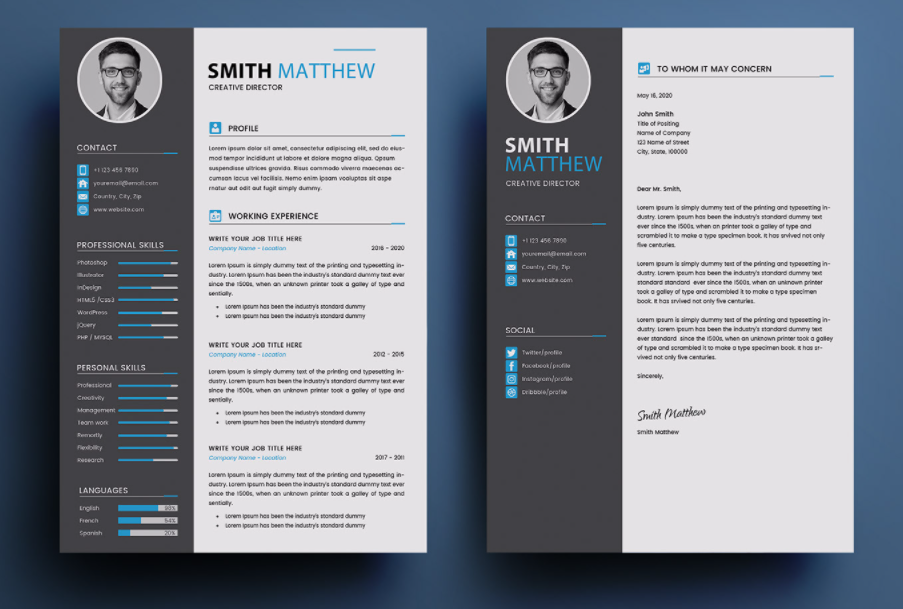 CONTACT
+1 123 456 7890
youremail@email.com
Country, City, Zip
www.website.com
PROFESSIONAL SKILLS
Photoshop
Illustrator
InDesign
HTML5 /Css3
WordPress
jQuery
PHP / MYSQL
PERSONAL SKILLS
Professional
Creativity
Management
Team work
Remortly
Flexibility
Research
LANGUAGES
English
French 54%
Spanish 20%
SMITH MATTHEW
CREATIVE DIRECTOR
PROFILE
Lorem ipsum dolor sit amet, consectetur adipiscing elit, sed do eius-
mod tempor incididunt ut labore et dolore magna aliqua. Qpsum
suspendisse ultrices gravida. Risus commodo viverra maecenas ac-
cumsan lacus vel facilisis. Nemo enim ipsam voluptas sit aspe
rnatur aut odit aut fugit simply dummy.
WORKING EXPERIENCE
WRITE YOUR JOB TITLE HERE
Company Name - Location 2016 - 2020
Lorem Ipsum is simply dummy text of the printing and typesetting in-
dustry. Lorem Ipsum has been the industry's standard dummy text ever
since the 1500s, when an unknown printer took a galley of type and
sentially.
• Lorem Ipsum has been the industry's standard dummy
• Lorem Ipsum has been the industry's standard dummy
WRITE YOUR JOB TITLE HERE
Company Name - Location 2012 - 2015
Lorem Ipsum is simply dummy text of the printing and typesetting in-
dustry. Lorem Ipsum has been the industry's standard dummy text ever
since the 1500s, when an unknown printer took a galley of type and
sentially.
• Lorem Ipsum has been the industry's standard dummy
• Lorem Ipsum has been the industry's standard dummy
WRITE YOUR JOB TITLE HERE
Company Name - Location 2017 - 2011
Lorem Ipsum is simply dummy text of the printing and typesetting in-
dustry. Lorem Ipsum has been the industry's standard dummy text ever
since the 1500s, when an unknown printer took a galley of type and
sentially.
• Lorem Ipsum has been the industry's standard dummy
• Lorem Ipsum has been the industry's standard dummy
SMITH
MATTHEW
CREATIVE DIRECTOR
CONTACT
+1 123 456 7890
youremail@email.com
Country, City, Zip
www.website.com
SOCIAL
Twitter/profile
Facebook/profile
Instagram/profile
Dribbble/profile
TO WHOM IT MAY CONCERN
May 16, 2020
John Smith
Title of Positing
Name of Company
123 Name of Street
City, State, 100000
Dear Mr. Smith,
Lorem Ipsum is simply dummy text of the printing and typesetting in-
dustry. Lorem Ipsum has been the industry's standard dummy text
ever since the 1500s, when an unknown printer took a galley of type and
scrambled it to make a type specimen book. It has srvived not only
five centuries.
Lorem Ipsum is simply dummy text of the printing and typesetting in-
dustry. Lorem Ipsum has been the industry's standard dummy text
standard standard ever since the 1500s, when an unknown printer
took a galley of type and scrambled it to make a type specimen
book. It has srvived not only five centuries.
Lorem Ipsum is simply dummy text of the printing and typesetting in-
dustry. Lorem Ipsum has been the industry's standard dummy text
ever standard since the 1500s, when an unknown printer took a galley
of type and scrambled it to make a type specimen book. It has sr-
vived not only five centuries.
Sincerely,
Smith Matthew
Smith Matthew